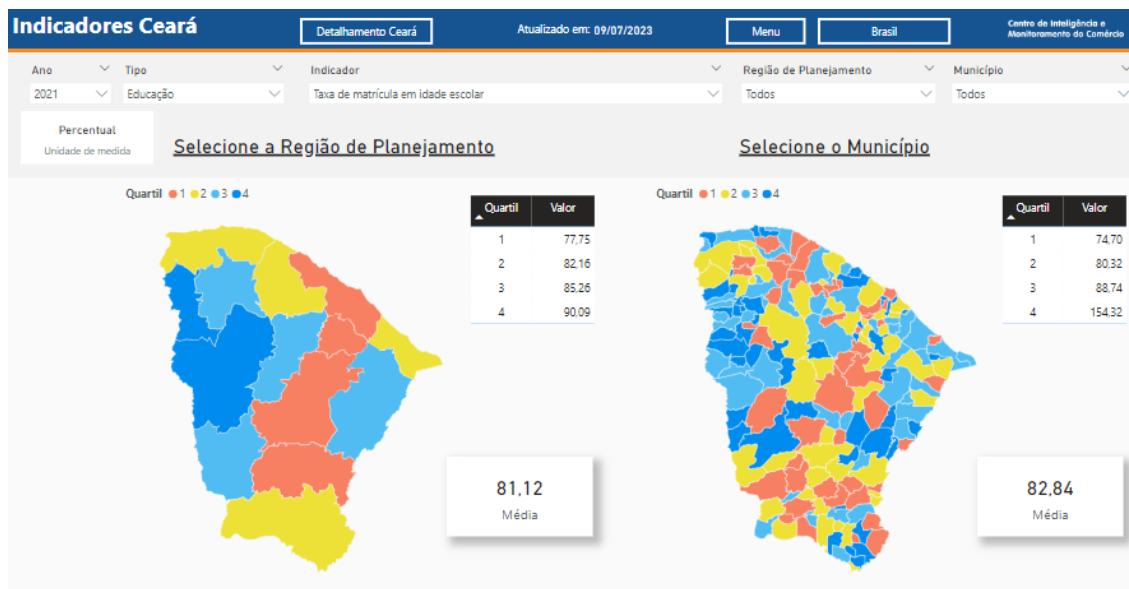 Indicadores Ceará
Detalhamento Ceará
Atualizado em: 09/07/2023
Menu
Brasil
Centro de Inteligência e
Monitoramento do Comércio
Ano
Tipo
Indicador
Região de Planejamento
Município
2021
Educação
Taxa de matrícula em idade escolar
Todos
Todos
Percentual
Unidade de medida
Selecione a Região de Planejamento
Selecione o Município
Quartil 1 2 3 4
Quartil Valor
1 77,75
2 82,16
3 85,26
4 90,09
81,12
Média
Quartil 1 2 3 4
Quartil Valor
1 74,70
2 80,32
3 88,74
4 154,32
82,84
Média